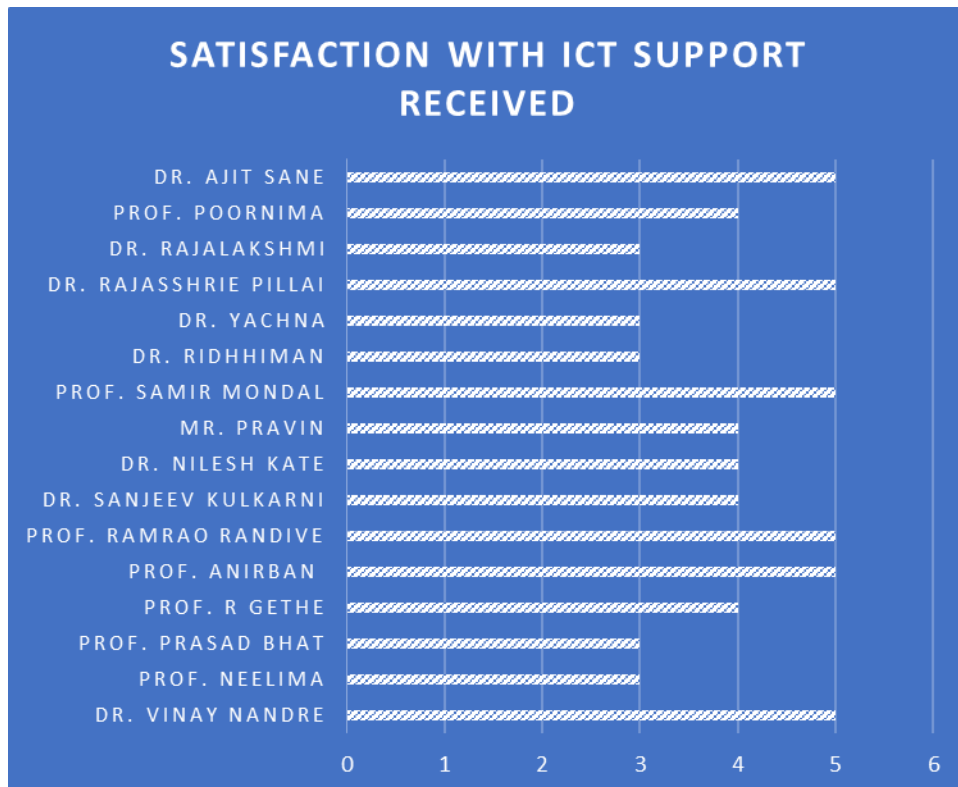 SATISFACTION WITH ICT SUPPORT
RECEIVED
DR. AJIT SANE
PROF. POORNIMA
DR. RAJALAKSHMI
DR. RAJASSHRIE PILLAI
DR. YACHNA
DR. RIDHHIMAN
PROF. SAMIR MONDAL
MR. PRAVIN
DR. NILESH KATE
DR. SANJEEV KULKARNI
PROF. RAMRAO RANDIVE
PROF. ANIRBAN
PROF. R GETHE
PROF. PRASAD BHAT
PROF. NEELIMA
DR. VINAY NANDRE
0 1 2 3 4 5 6